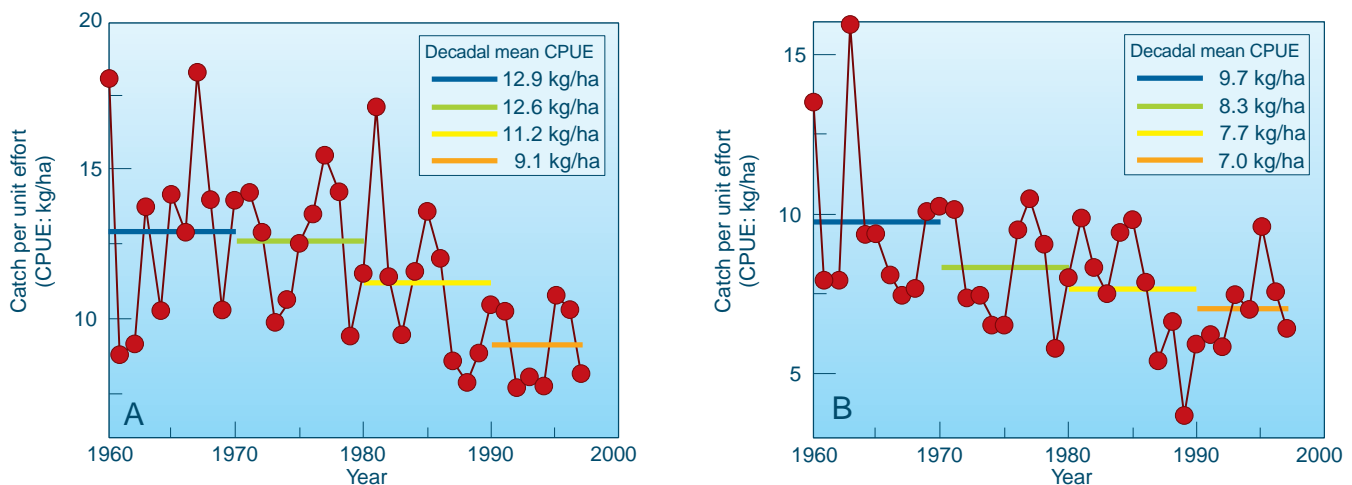 20
15
10
Catch per unit effort
(CPUE: kg/ha)
Decadal mean CPUE
12.9 kg/ha
12.6 kg/ha
11.2 kg/ha
9.1 kg/ha
A
1960
1970
1980
1990
2000
Year
15
10
5
Catch per unit effort
(CPUE: kg/ha)
Decadal mean CPUE
9.7 kg/ha
8.3 kg/ha
7.7 kg/ha
7.0 kg/ha
B
1960
1970
1980
1990
2000
Year